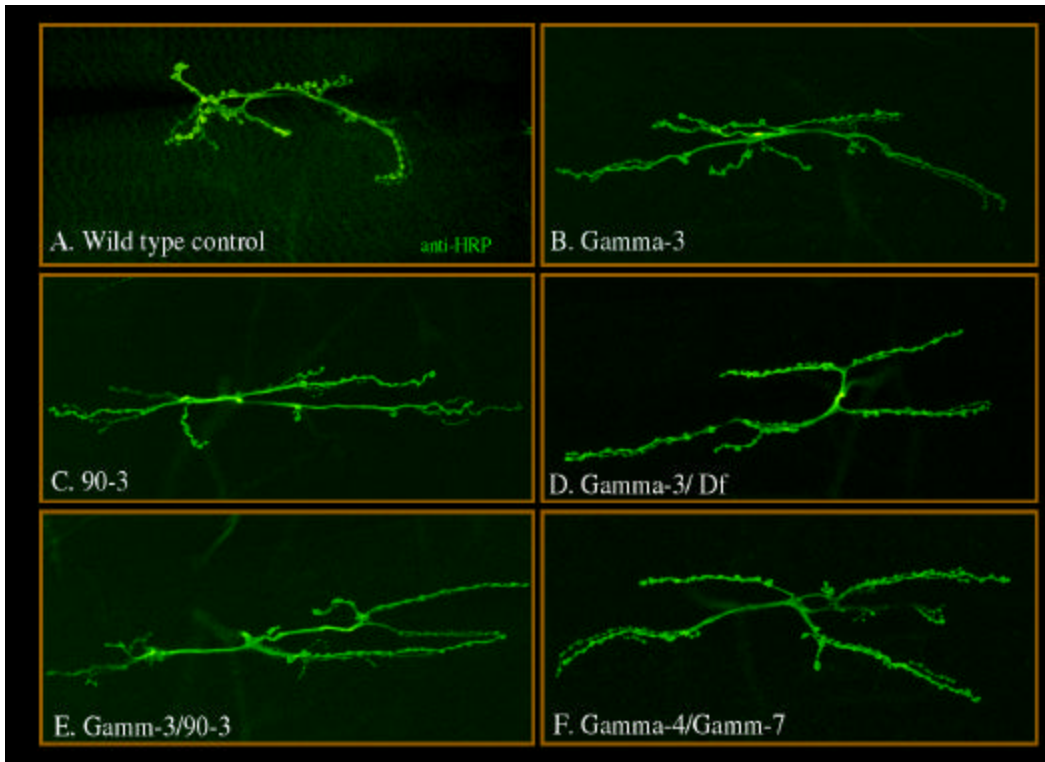 A. Wild type control
anti-HRP
B. Gamma-3
C. 90-3
D. Gamma-3/ Df
E. Gamm-3/90-3
F. Gamma-4/Gamm-7